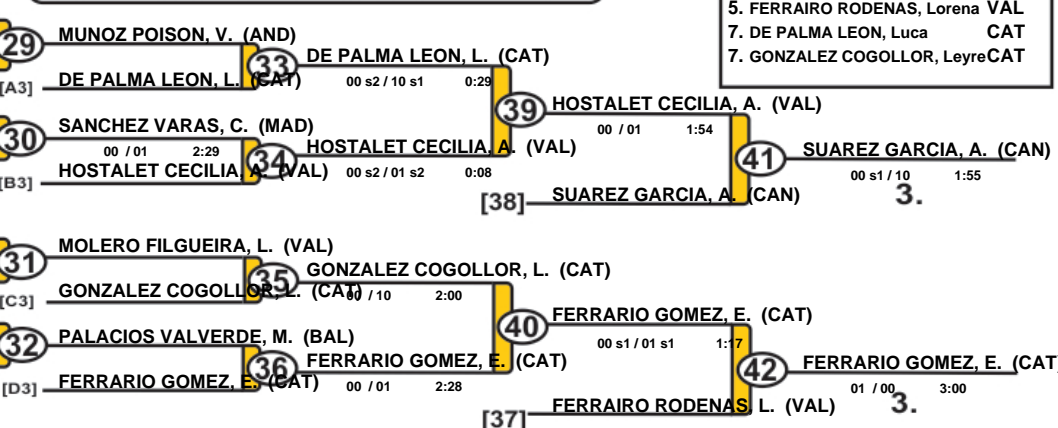 5. FERRAIRO RODENAS, Lorena VAL
7. DE PALMA LEON, Luca CAT
7. GONZALEZ COGOLLOR, Leyre CAT
29
MUNOZ POISON, V. (AND)
[A3]
DE PALMA LEON, L. (CAT)
33
DE PALMA LEON, L. (CAT)
00 s2 / 10 s1 0:29
30
SANCHEZ VARAS, C. (MAD)
00 / 01 2:29
[B3]
HOSTALET CECILIA, A. (VAL)
34
HOSTALET CECILIA, A. (VAL)
00 s2 / 01 s2 0:08
39
HOSTALET CECILIA, A. (VAL)
00 / 01 1:54
[38]
SUAREZ GARCIA, A. (CAN)
41
SUAREZ GARCIA, A. (CAN)
00 s1 / 10 1:55
3.
31
MOLERO FILGUEIRA, L. (VAL)
[C3]
GONZALEZ COGOLLOR, L. (CAT)
35
GONZALEZ COGOLLOR, L. (CAT)
00 / 10 2:00
32
PALACIOS VALVERDE, M. (BAL)
[D3]
FERRARIO GOMEZ, E. (CAT)
36
FERRARIO GOMEZ, E. (CAT)
00 / 01 2:28
40
FERRARIO GOMEZ, E. (CAT)
00 s1 / 01 s1 1:17
[37]
FERRAIRO RODENAS, L. (VAL)
42
FERRARIO GOMEZ, E. (CAT)
01 / 00 3:00
3.